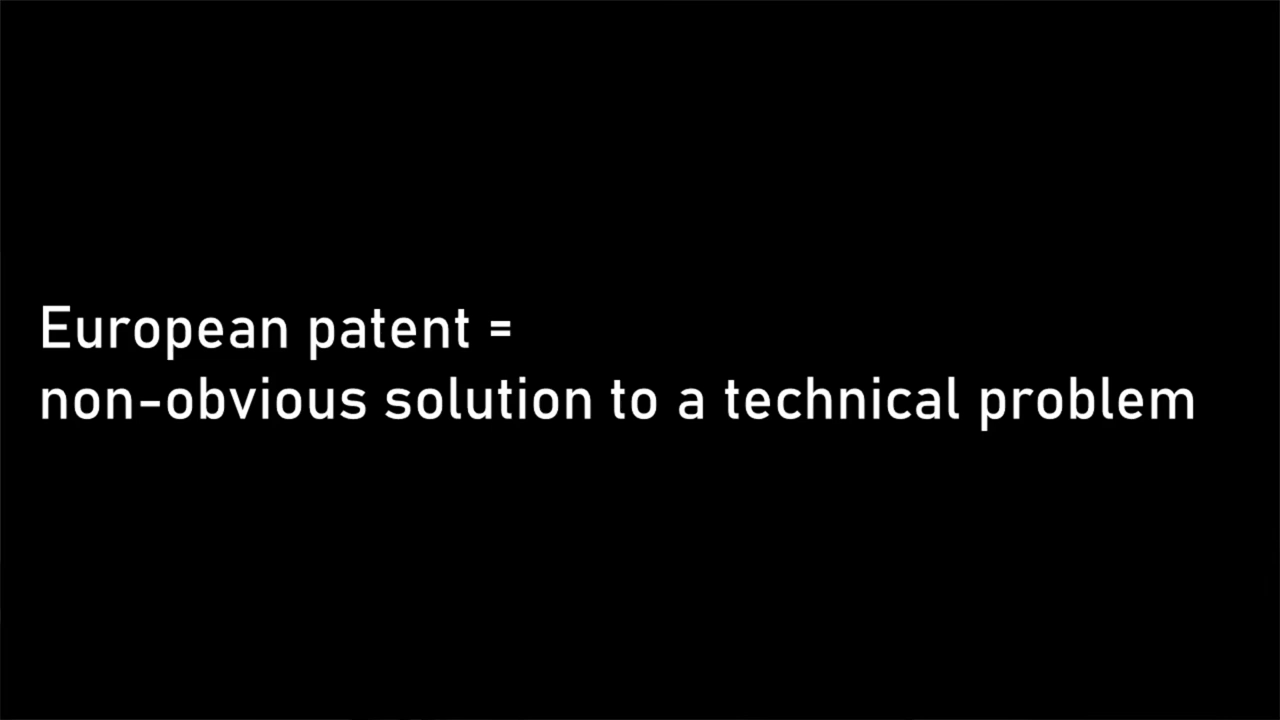 European patent =
non-obvious solution to a technical problem